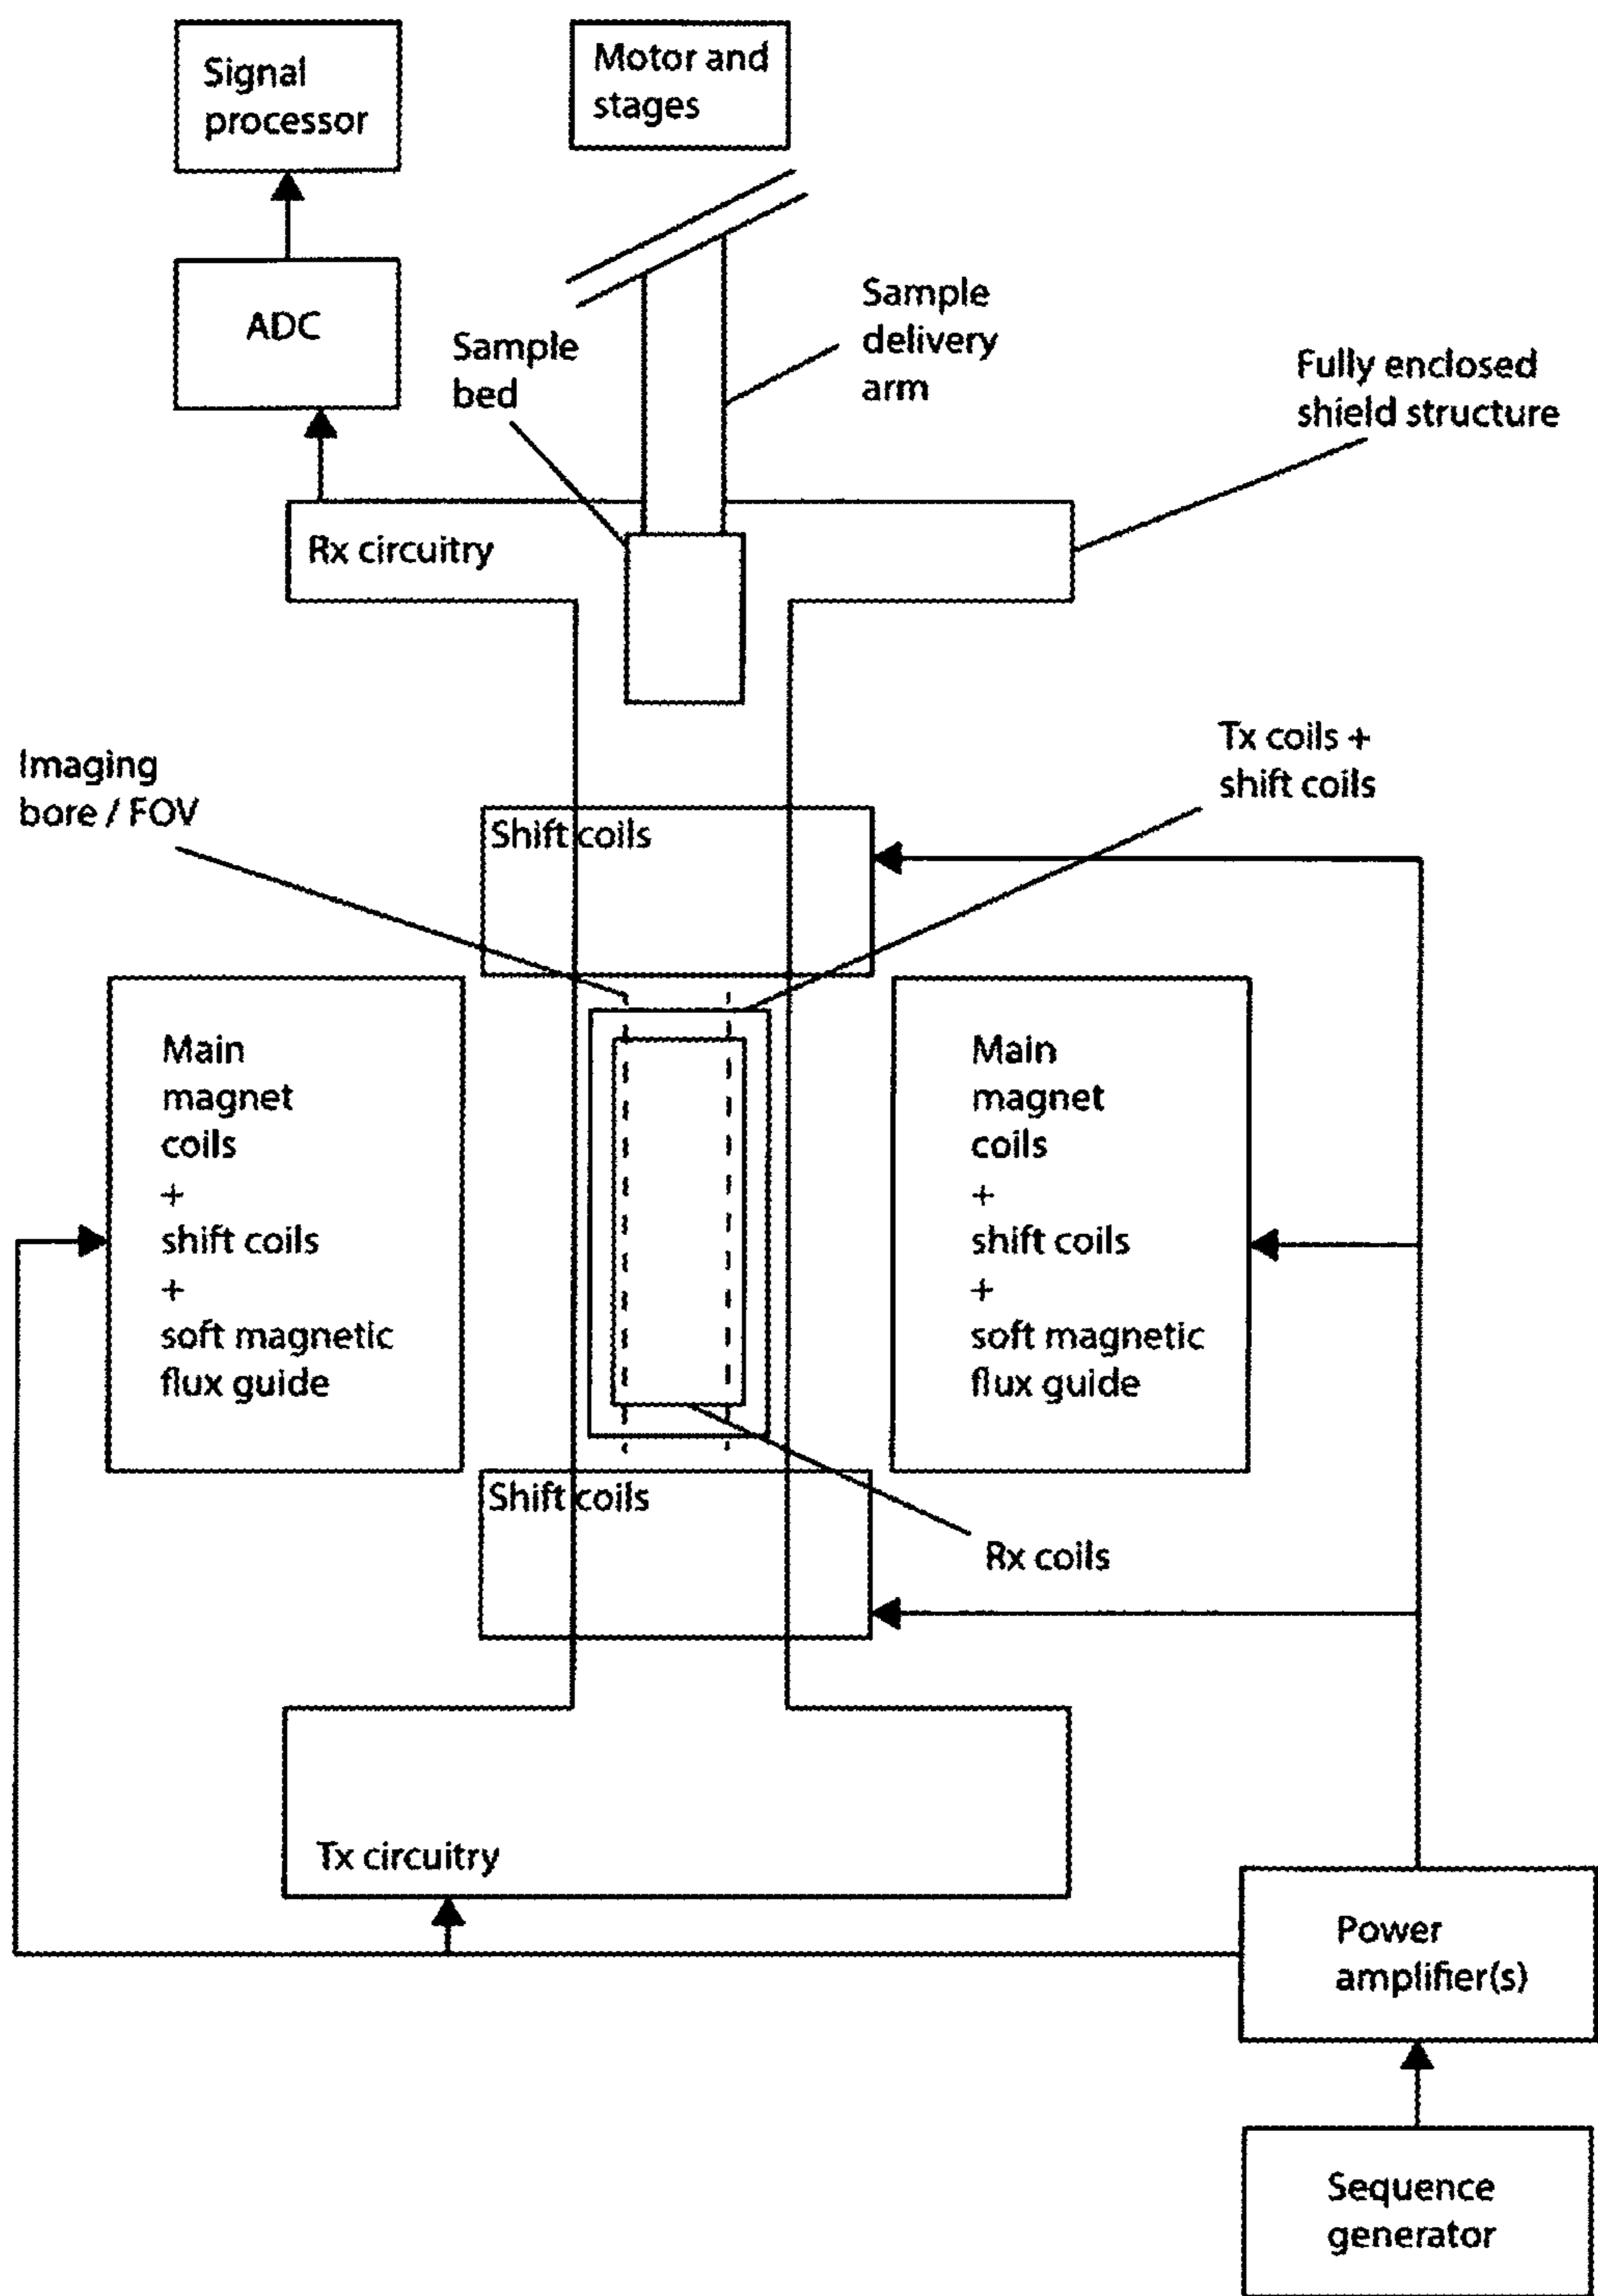 Signal
processor
Motor and
stages
ADC
Sample
bed
Sample
delivery
arm
Fully enclosed
shield structure
Rx circuitry
Imaging
bore / FOV
Tx coils +
shift coils
Shift coils
Main
magnet
coils
+
shift coils
+
soft magnetic
flux guide
Main
magnet
coils
+
shift coils
+
soft magnetic
flux guide
Shift coils
Rx coils
Tx circuitry
Power
amplifier(s)
Sequence
generator